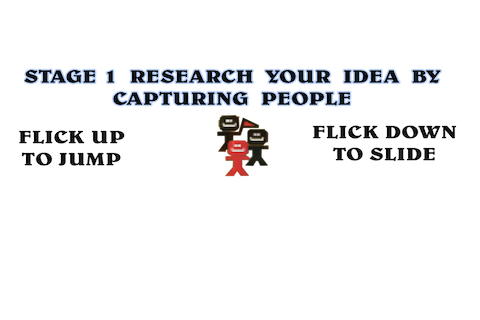 STAGE 1 RESEARCH YOUR IDEA BY
CAPTURING PEOPLE
FLICK UP
TO JUMP
FLICK DOWN
TO SLIDE